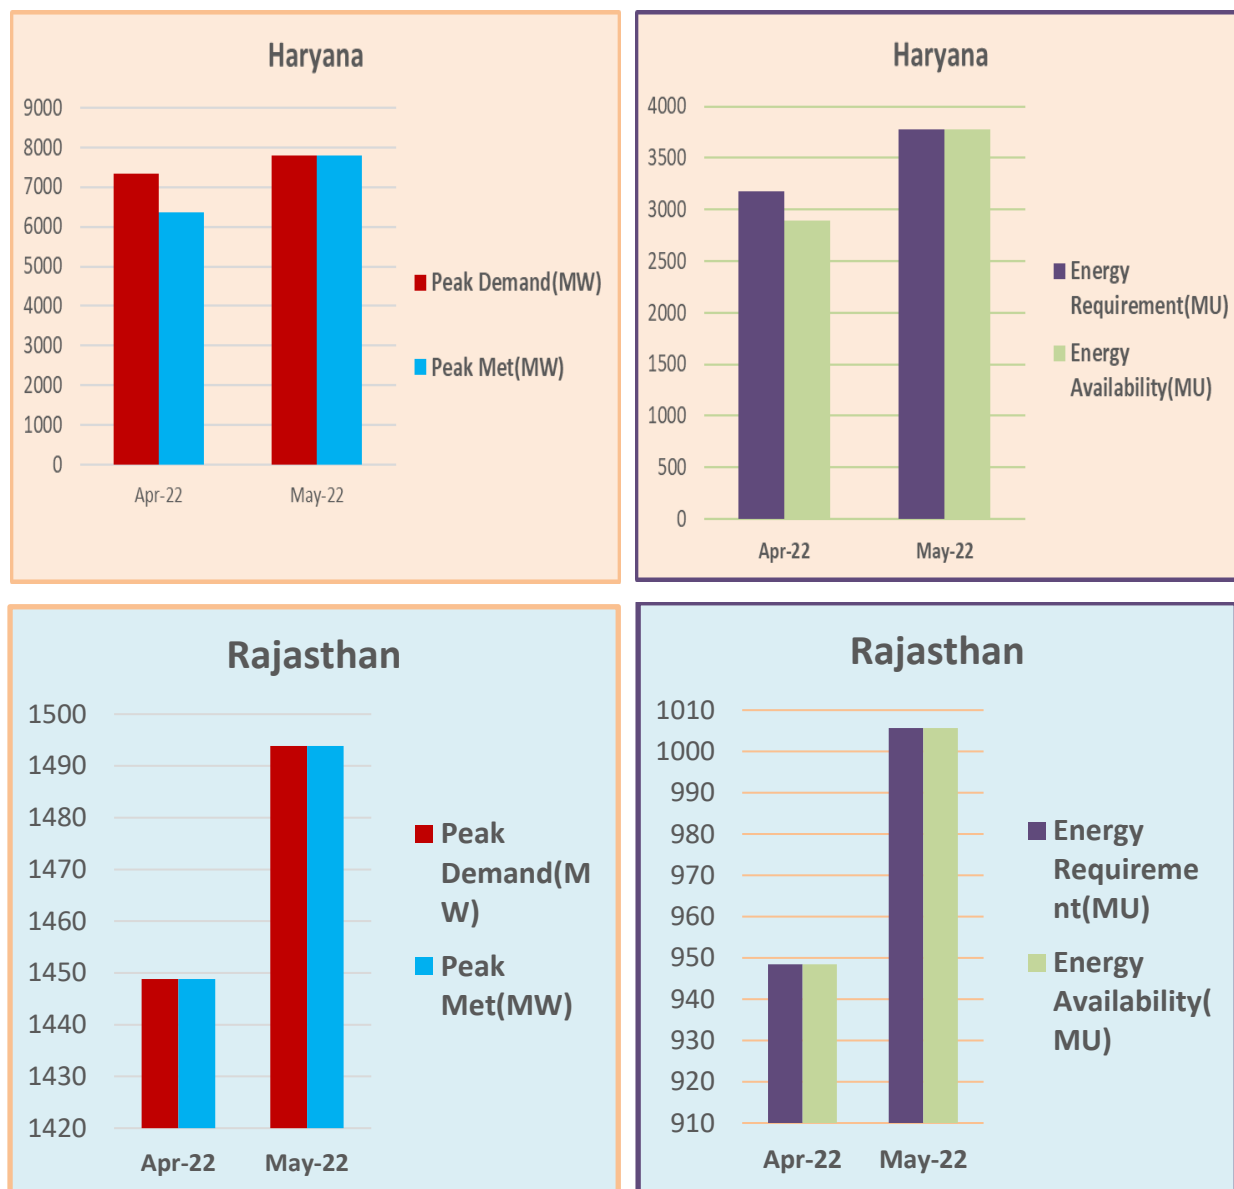 Haryana
9000
8000
7000
6000
5000
4000
3000
2000
1000
0
Apr-22
May-22
Peak Demand(MW)
Peak Met(MW)
Haryana
4000
3500
3000
2500
2000
1500
1000
500
0
Apr-22
May-22
Energy
Requirement(MU)
Energy
Availability(MU)
Rajasthan
1500
1490
1480
1470
1460
1450
1440
1430
1420
Apr-22
May-22
Peak
Demand(M
W)
Peak
Met(MW)
Rajasthan
1010
1000
990
980
970
960
950
940
930
920
910
Apr-22
May-22
Energy
Requireme
nt(MU)
Energy
Availability(
MU)